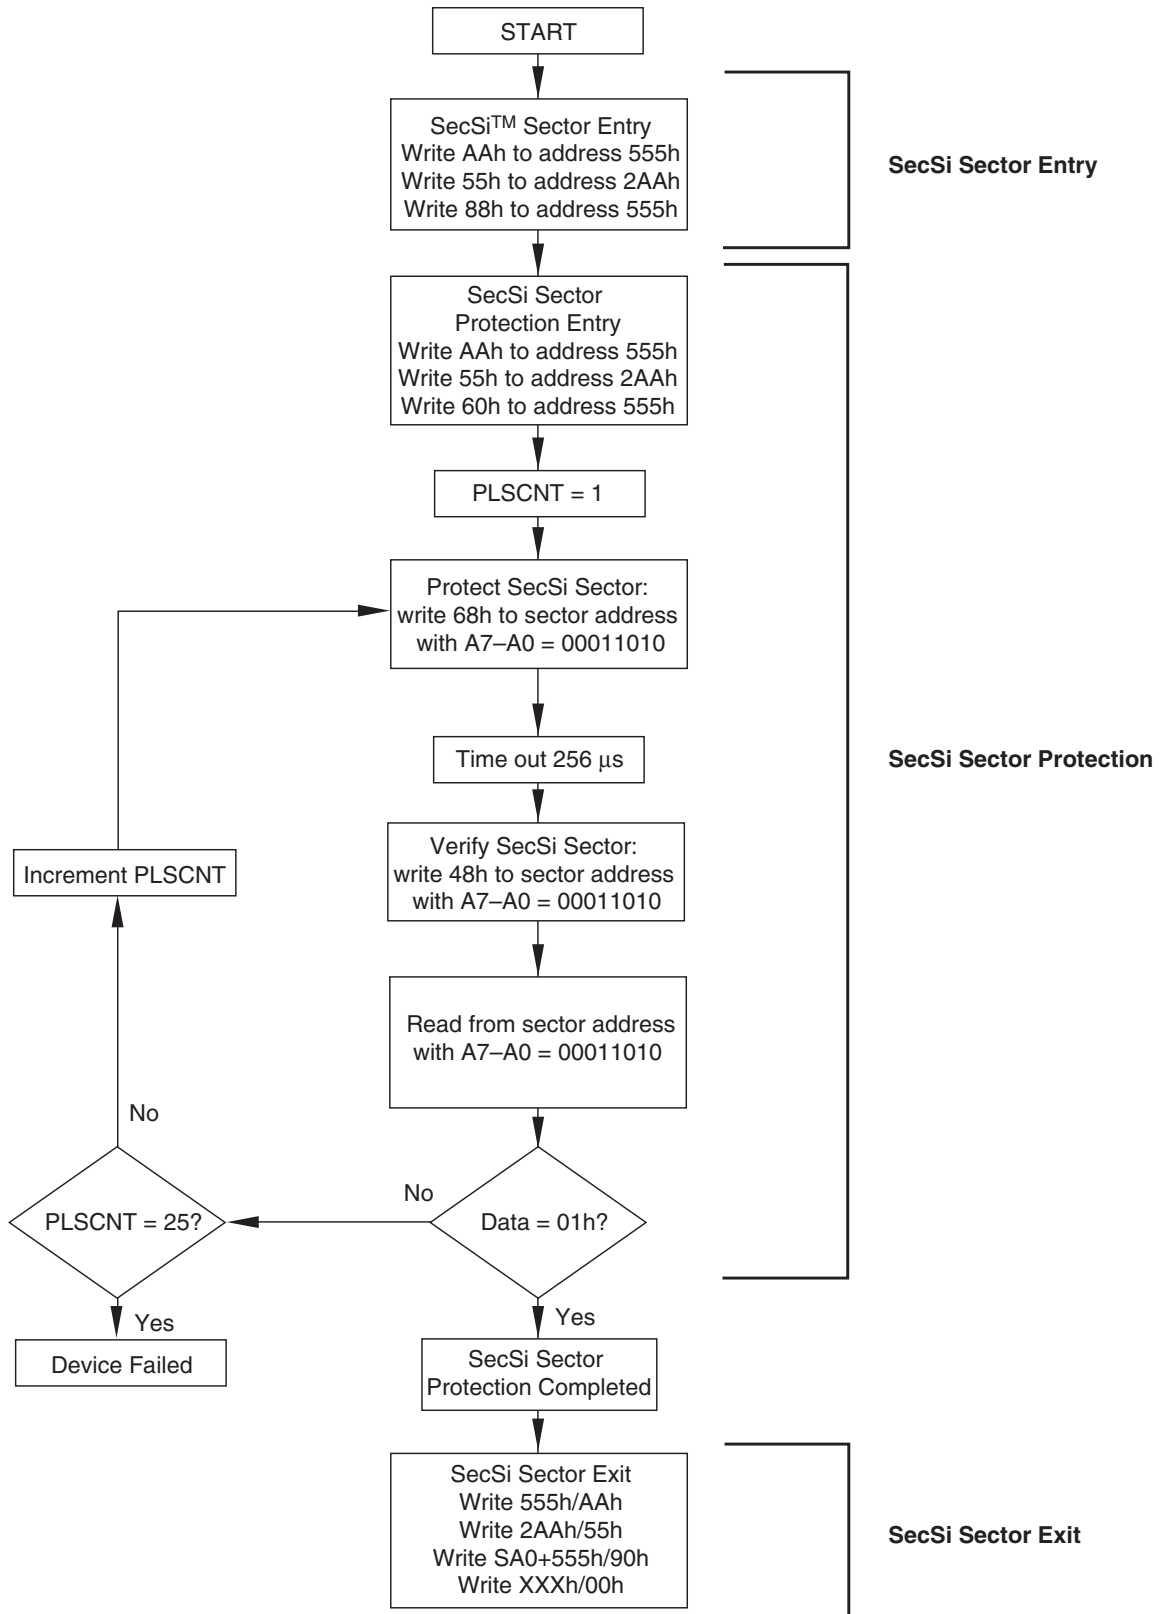 START
SecSi™ Sector Entry
Write AAh to address 555h
Write 55h to address 2AAh
Write 88h to address 555h
SecSi Sector Entry
SecSi Sector
Protection Entry
Write AAh to address 555h
Write 55h to address 2AAh
Write 60h to address 555h
PLSCNT = 1
Protect SecSi Sector:
write 68h to sector address
with A7–A0 = 00011010
Time out 256 µs
SecSi Sector Protection
Verify SecSi Sector:
write 48h to sector address
with A7–A0 = 00011010
Increment PLSCNT
Read from sector address
with A7–A0 = 00011010
No
No
PLSCNT = 25?
Data = 01h?
Yes
Yes
Device Failed
SecSi Sector
Protection Completed
SecSi Sector Exit
Write 555h/AAh
Write 2AAh/55h
Write SA0+555h/90h
Write XXXh/00h
SecSi Sector Exit